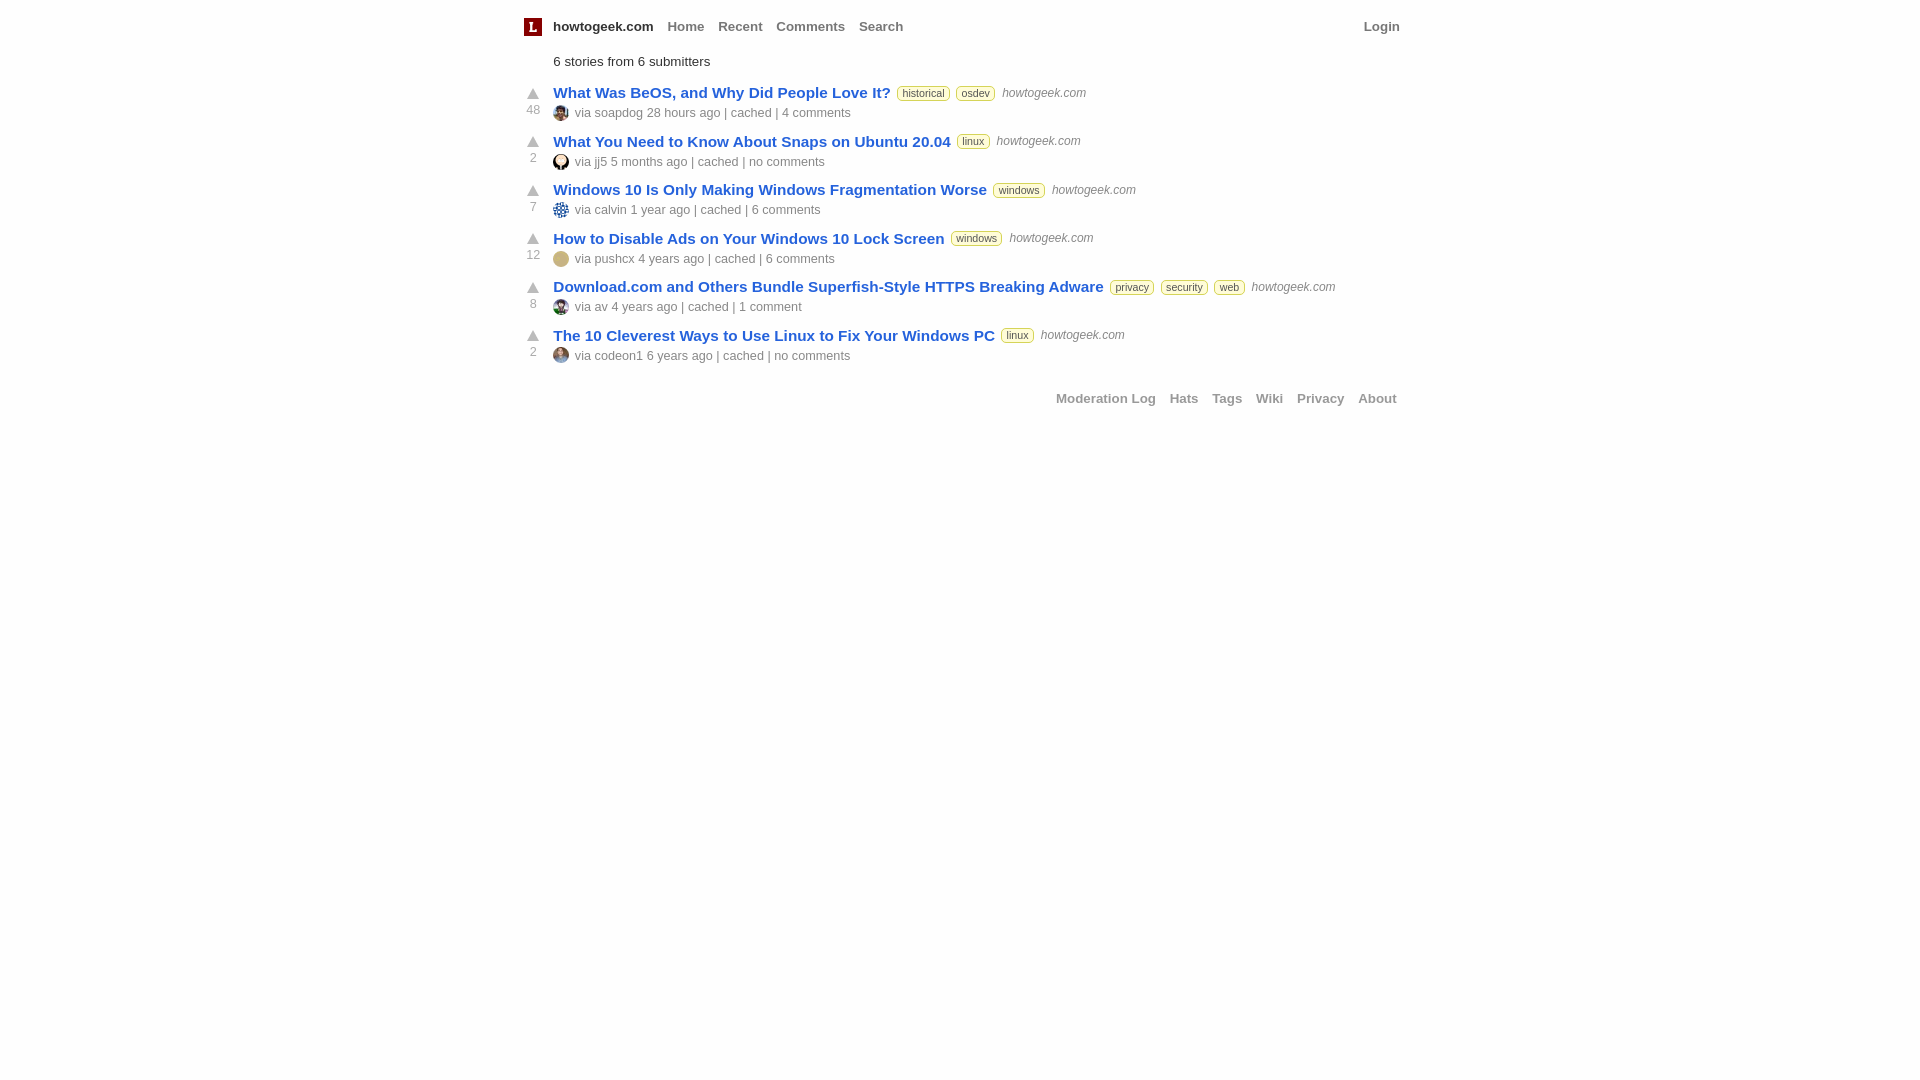 L howtogeek.com Home Recent Comments Search Login
6 stories from 6 submitters
What Was BeOS, and Why Did People Love It? historical osdev howtogeek.com
48 via soapdog 28 hours ago | cached | 4 comments
What You Need to Know About Snaps on Ubuntu 20.04 linux howtogeek.com
2 via jj5 5 months ago | cached | no comments
Windows 10 Is Only Making Windows Fragmentation Worse windows howtogeek.com
7 via calvin 1 year ago | cached | 6 comments
How to Disable Ads on Your Windows 10 Lock Screen windows howtogeek.com
12 via pushcx 4 years ago | cached | 6 comments
Download.com and Others Bundle Superfish-Style HTTPS Breaking Adware privacy security web howtogeek.com
8 via av 4 years ago | cached | 1 comment
The 10 Cleverest Ways to Use Linux to Fix Your Windows PC linux howtogeek.com
2 via codeon1 6 years ago | cached | no comments
Moderation Log Hats Tags Wiki Privacy About